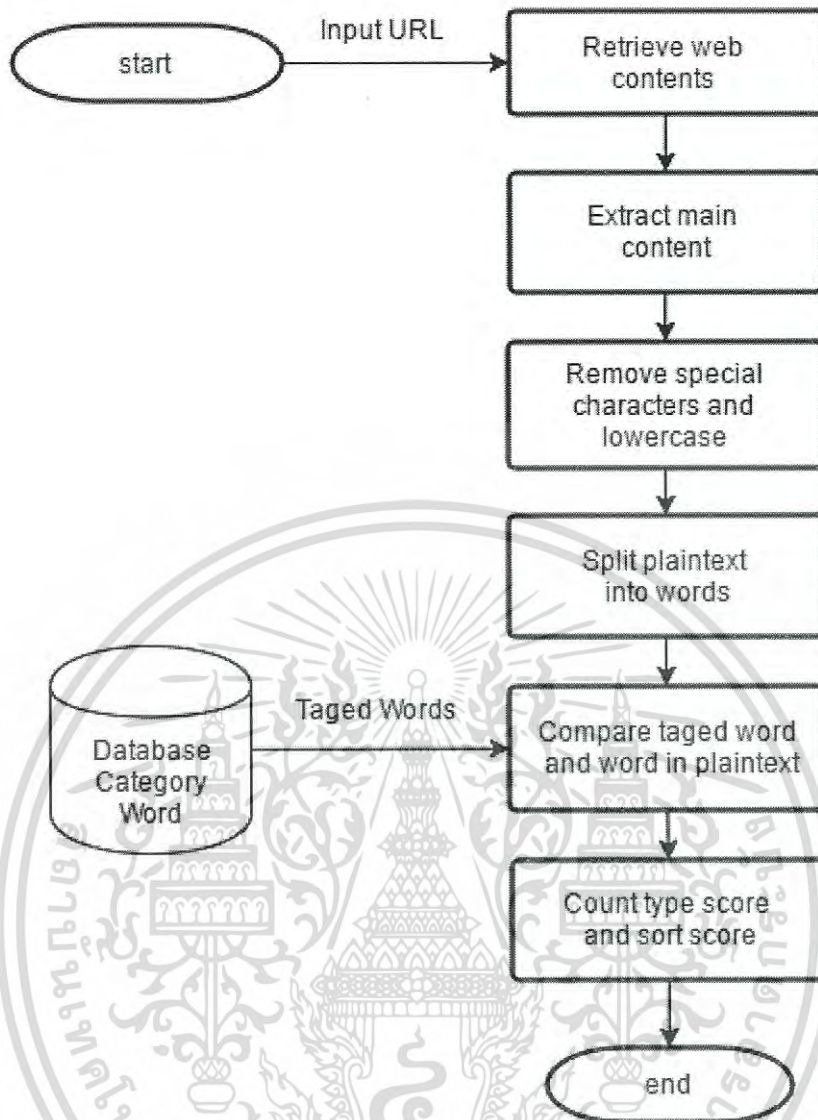 start
Input URL
Retrieve web
contents
Extract main
content
Remove special
characters and
lowercase
Split plaintext
into words
Database
Category
Word
Taged Words
Compare taged word
and word in plaintext
Count type score
and sort score
end